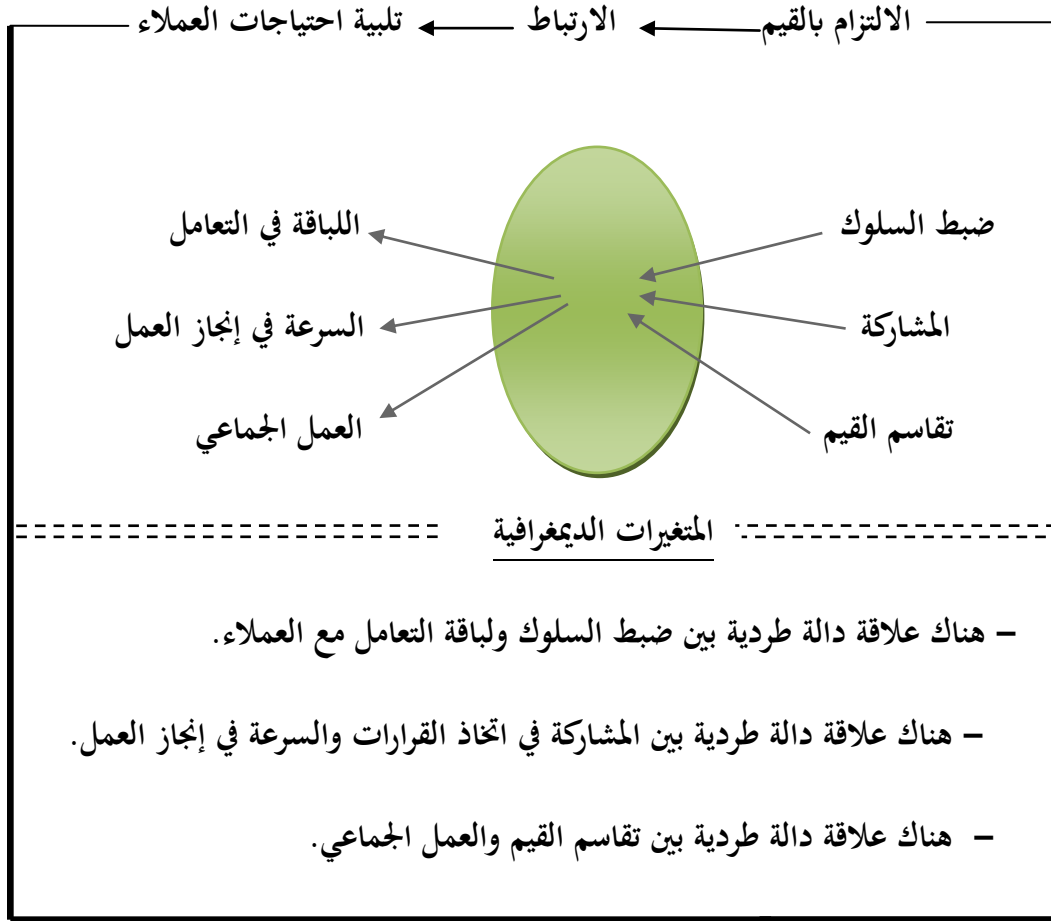 الالتزام بالقيم الارتباط تلبية احتياجات العملاء
ضبط السلوك اللباقة في التعامل
المشاركة السرعة في إنجاز العمل
تقاسم القيم العمل الجماعي
المتغيرات الديمغرافية
– هناك علاقة دالة طردية بين ضبط السلوك ولباقة التعامل مع العملاء.
– هناك علاقة دالة طردية بين المشاركة في اتخاذ القرارات والسرعة في إنجاز العمل.
– هناك علاقة دالة طردية بين تقاسم القيم والعمل الجماعي.